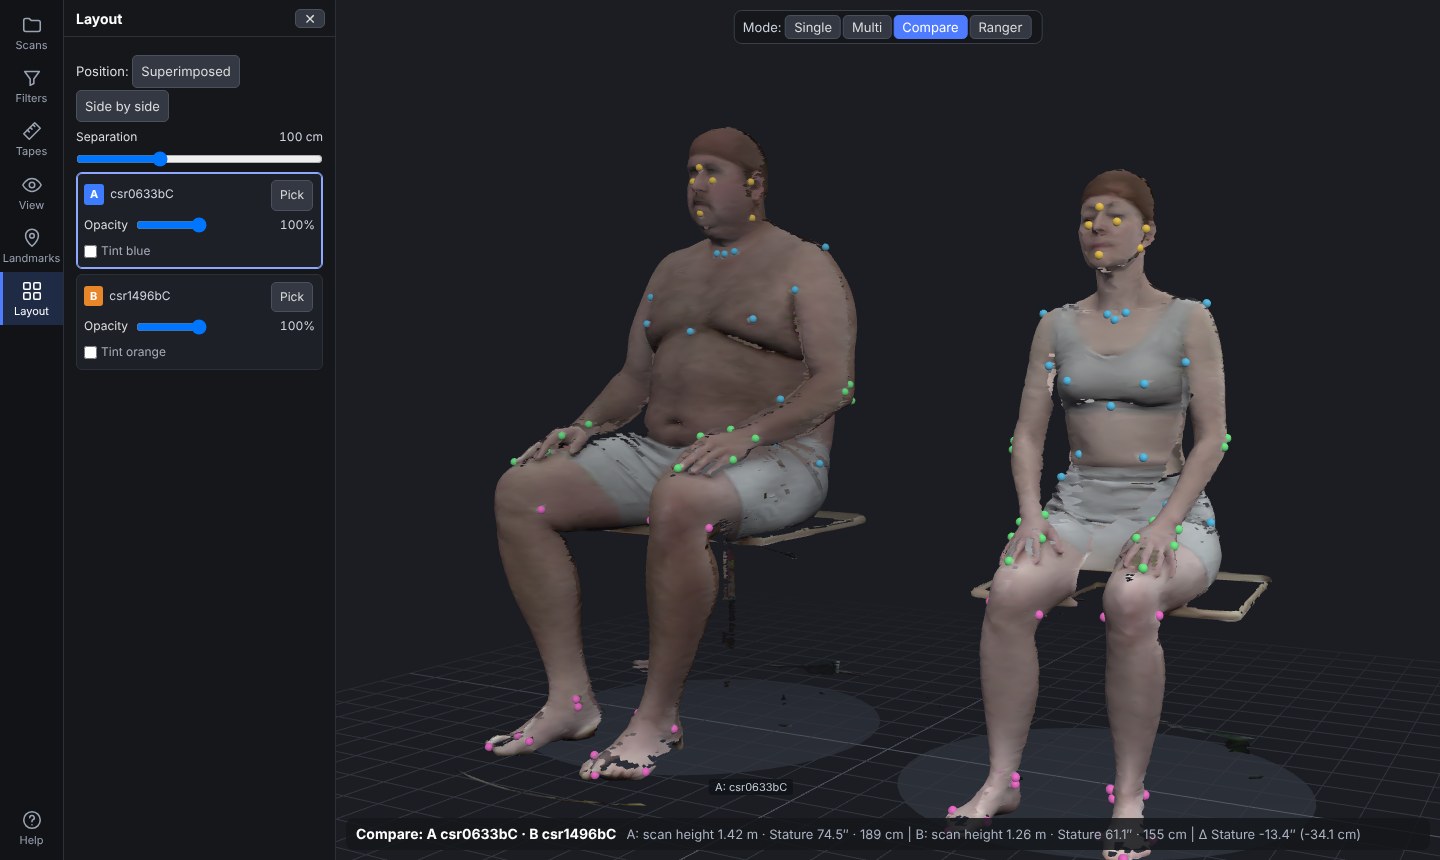 Scans
Filters
Tapes
View
Landmarks
Layout
Help
Layout
✕
Position: Superimposed
Side by side
Separation 100 cm
A csr0633bC Pick
Opacity 100%
Tint blue
B csr1496bC Pick
Opacity 100%
Tint orange
Mode: Single Multi Compare Ranger
A: csr0633bC
Compare: A csr0633bC · B csr1496bC A: scan height 1.42 m · Stature 74.5″ · 189 cm | B: scan height 1.26 m · Stature 61.1″ · 155 cm | Δ Stature -13.4″ (-34.1 cm)